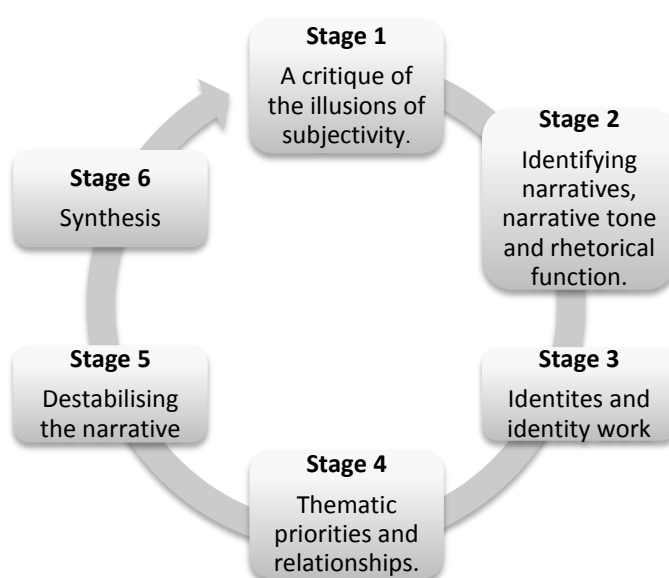 Stage 1
A critique of
the illusions of
subjectivity.
Stage 2
Identifying
narratives,
narrative tone
and rhetorical
function.
Stage 3
Identites and
identity work
Stage 4
Thematic
priorities and
relationships.
Stage 5
Destabilising
the narrative
Stage 6
Synthesis